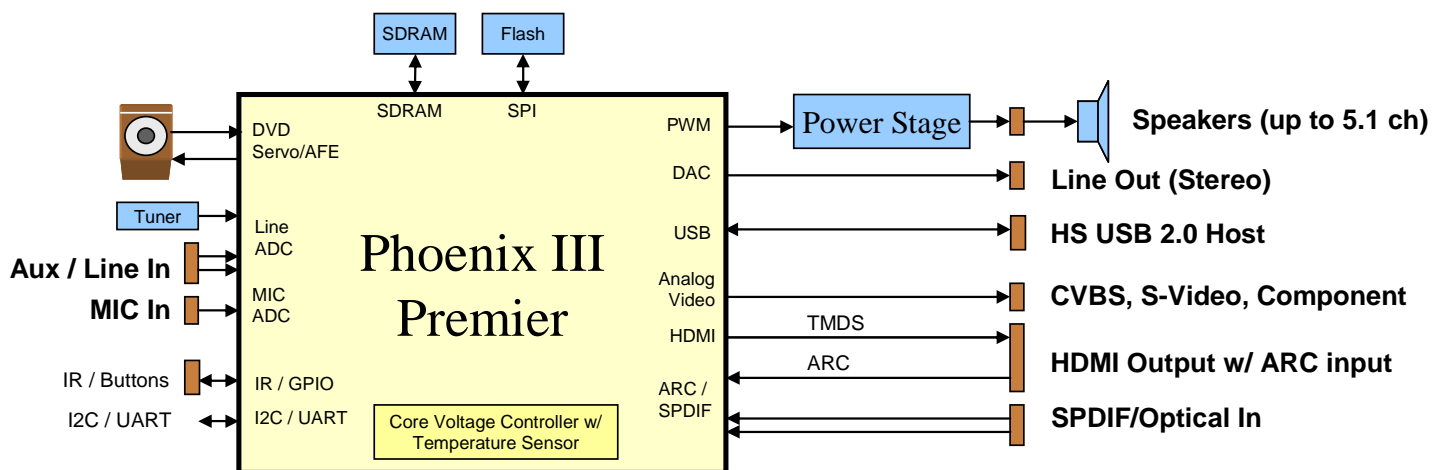 SDRAM
Flash
SDRAM
SPI
DVD
Servo/AFE
Tuner
Line
ADC
Aux / Line In
MIC In
MIC
ADC
IR / Buttons
IR / GPIO
I2C / UART
I2C / UART
Phoenix III
Premier
Core Voltage Controller w/
Temperature Sensor
PWM
Power Stage
Speakers (up to 5.1 ch)
DAC
Line Out (Stereo)
USB
HS USB 2.0 Host
Analog
Video
CVBS, S-Video, Component
HDMI
TMDS
ARC
HDMI Output w/ ARC input
ARC /
SPDIF
SPDIF/Optical In